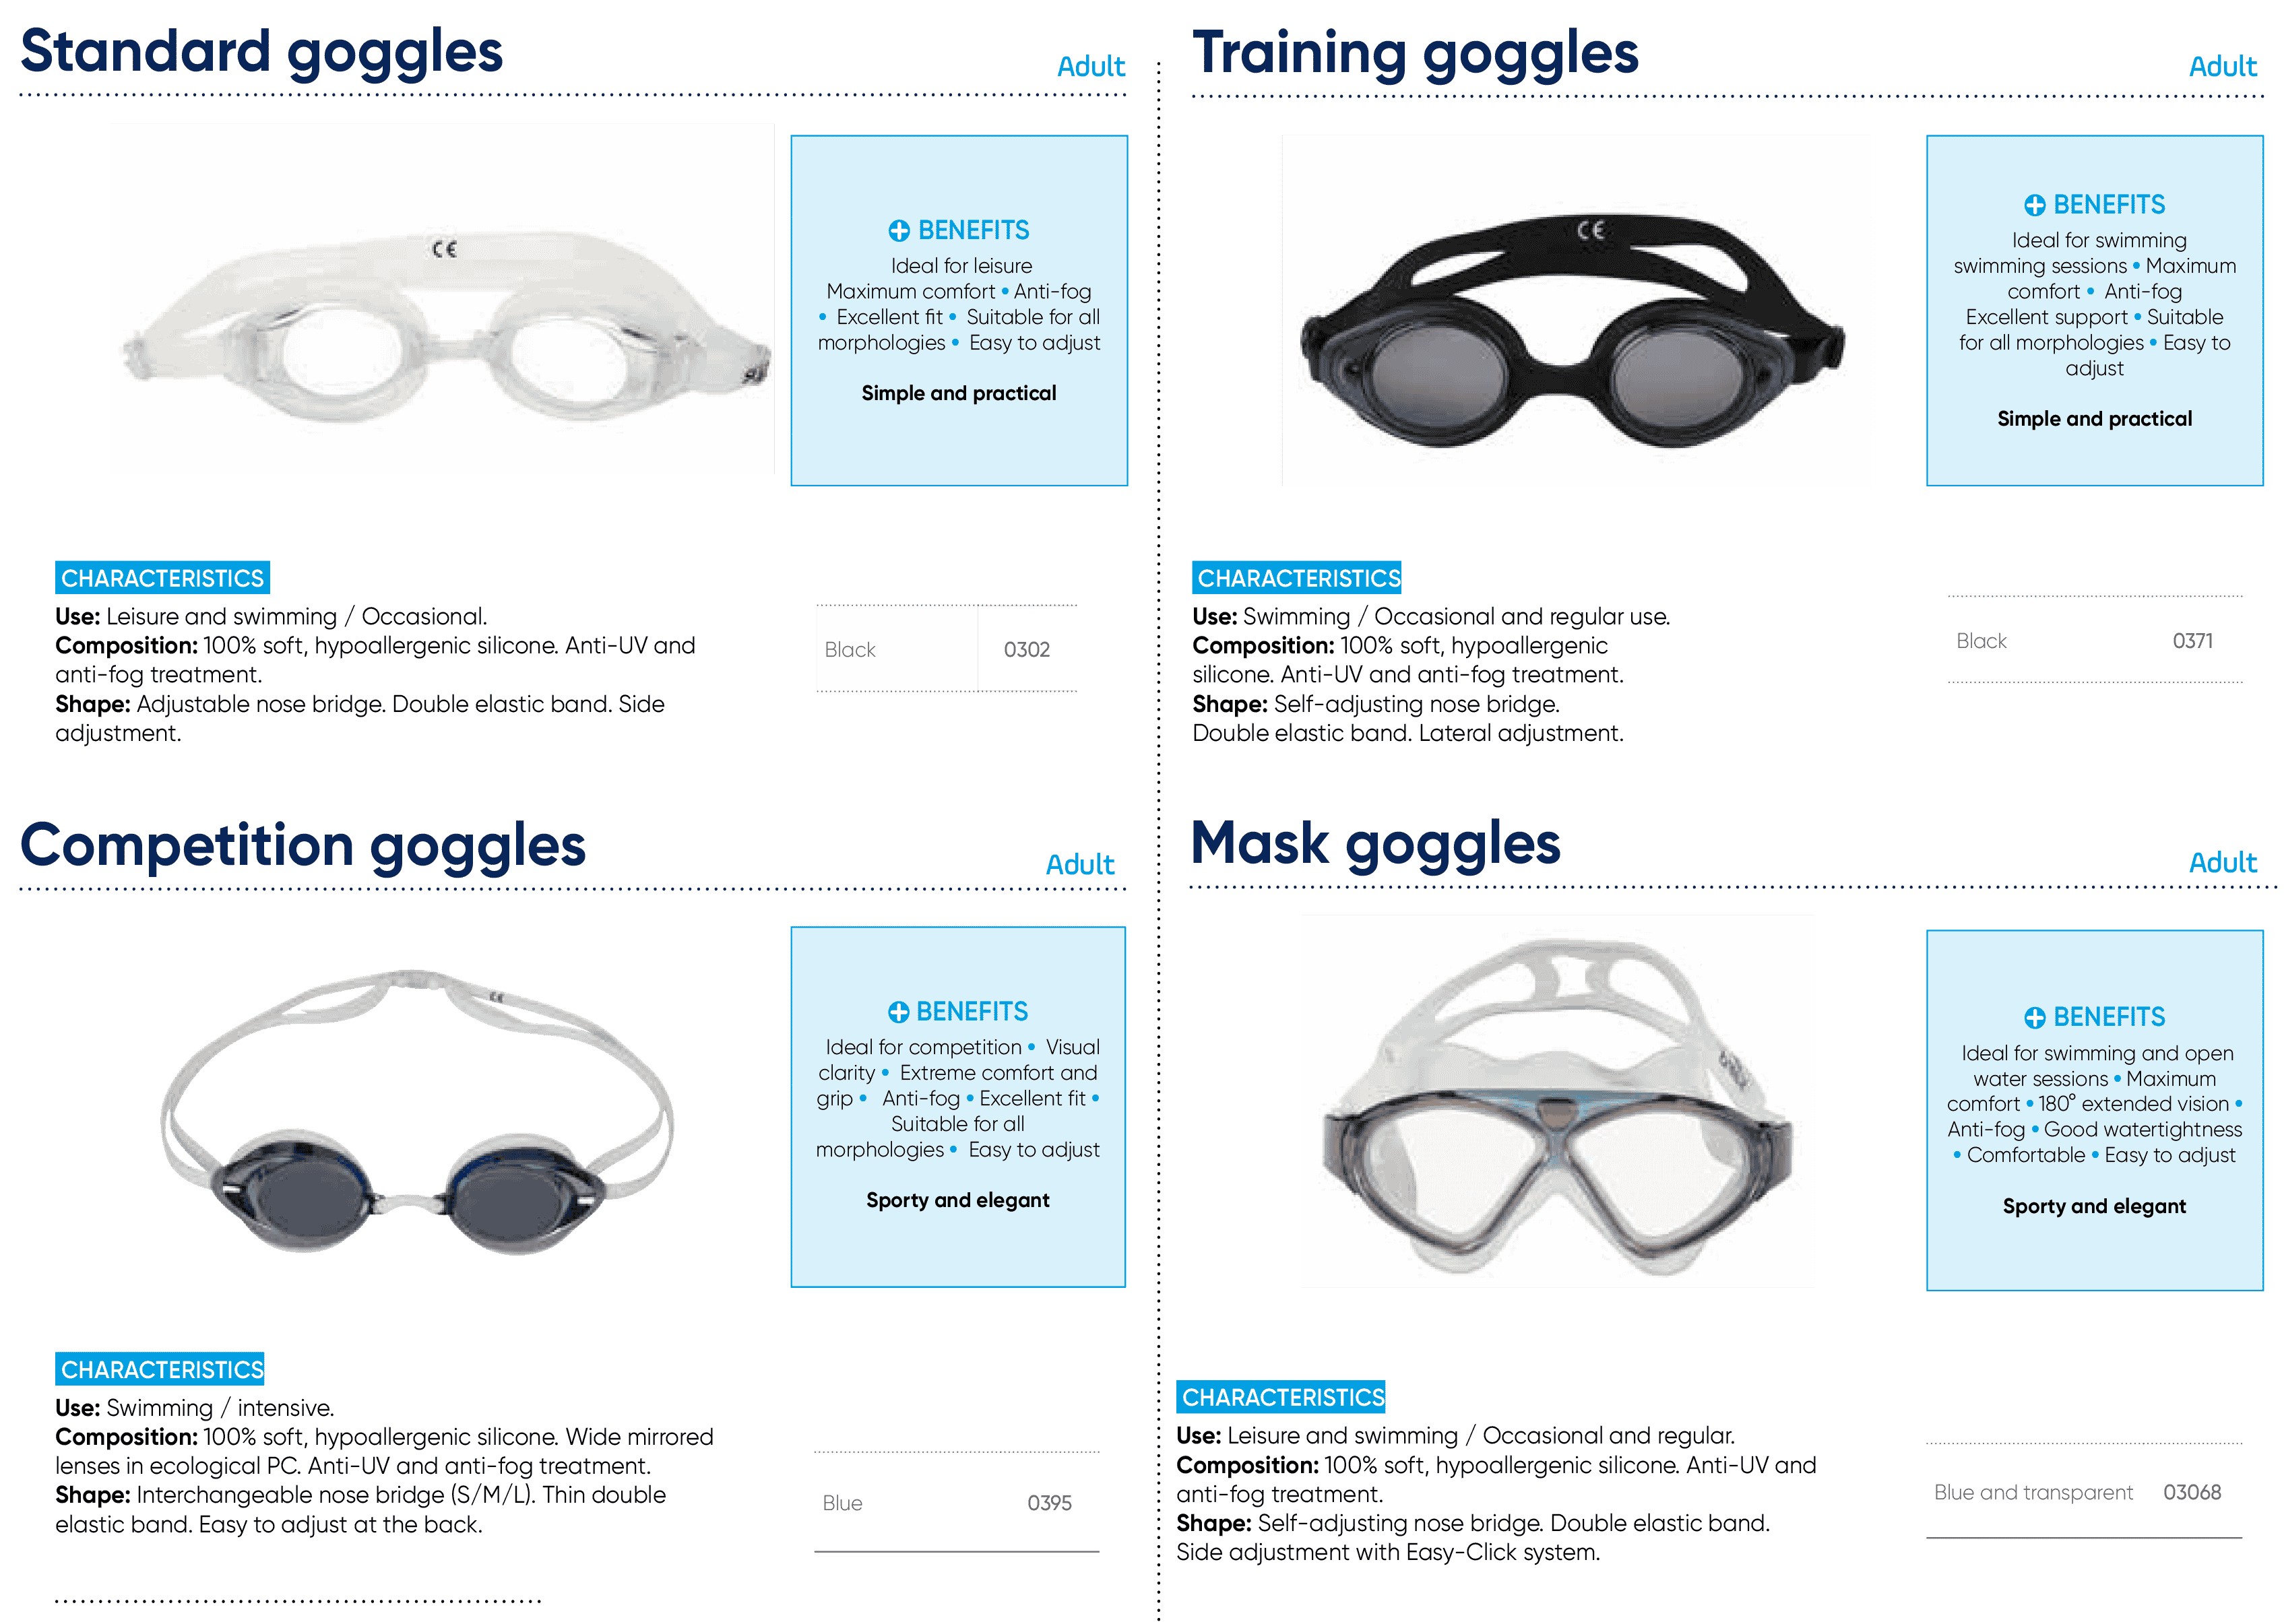 Standard goggles
Adult
CE
+ BENEFITS
Ideal for leisure
Maximum comfort • Anti-fog
• Excellent fit • Suitable for all
morphologies • Easy to adjust
Simple and practical
CHARACTERISTICS
Use: Leisure and swimming / Occasional.
Composition: 100% soft, hypoallergenic silicone. Anti-UV and
anti-fog treatment.
Shape: Adjustable nose bridge. Double elastic band. Side
adjustment.
Black 0302
Training goggles
Adult
CE
+ BENEFITS
Ideal for swimming
swimming sessions • Maximum
comfort • Anti-fog
Excellent support • Suitable
for all morphologies • Easy to
adjust
Simple and practical
CHARACTERISTICS
Use: Swimming / Occasional and regular use.
Composition: 100% soft, hypoallergenic
silicone. Anti-UV and anti-fog treatment.
Shape: Self-adjusting nose bridge.
Double elastic band. Lateral adjustment.
Black 0371
Competition goggles
Adult
CE
+ BENEFITS
Ideal for competition • Visual
clarity • Extreme comfort and
grip • Anti-fog • Excellent fit •
Suitable for all
morphologies • Easy to adjust
Sporty and elegant
CHARACTERISTICS
Use: Swimming / intensive.
Composition: 100% soft, hypoallergenic silicone. Wide mirrored
lenses in ecological PC. Anti-UV and anti-fog treatment.
Shape: Interchangeable nose bridge (S/M/L). Thin double
elastic band. Easy to adjust at the back.
Blue 0395
Mask goggles
Adult
+ BENEFITS
Ideal for swimming and open
water sessions • Maximum
comfort • 180° extended vision •
Anti-fog • Good watertightness
• Comfortable • Easy to adjust
Sporty and elegant
CHARACTERISTICS
Use: Leisure and swimming / Occasional and regular.
Composition: 100% soft, hypoallergenic silicone. Anti-UV and
anti-fog treatment.
Shape: Self-adjusting nose bridge. Double elastic band.
Side adjustment with Easy-Click system.
Blue and transparent 03068